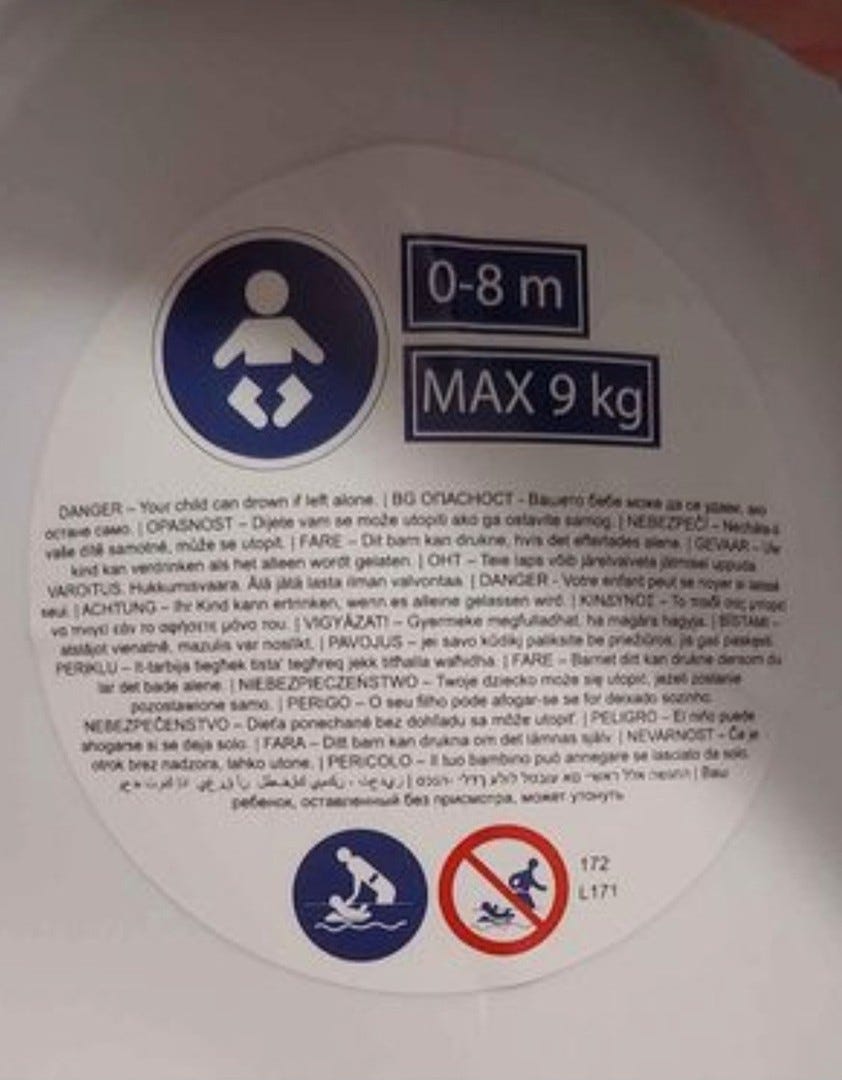 0-8 m
MAX 9 kg
DANGER – Your child can drown if left alone. | BG ОПАСНОСТ - Вашето бебе може да се удави, ако
остане само. | OPASNOST – Dijete vam se može utopiti ako ga ostavite samog. | NEBEZPEČÍ – Necháte-li
vaše dítě samotné, může se utopit. | FARE – Dit barn kan drukne, hvis det efterlades alene. | GEVAAR – Uw
kind kan verdrinken als het alleen wordt gelaten. | OHT – Teie laps võib järelvalveta jätmisel uppuda.
VAROITUS. Hukkumisvaara. Älä jätä lasta ilman valvontaa. | DANGER - Votre enfant peut se noyer si laissé
seul. | ACHTUNG – Ihr Kind kann ertrinken, wenn es alleine gelassen wird. | ΚΙΝΔΥΝΟΣ – Το παιδί σας μπορεί
να πνιγεί εάν το αφήσετε μόνο του. | VIGYÁZAT! – Gyermeke megfulladhat, ha magára hagyja. | BĪSTAMI –
atstājot vienatnē, mazulis var noslīkt. | PAVOJUS – jei savo kūdikį paliksite be priežiūros, jis gali paskęsti.
PERIKLU – It-tarbija tiegħek tista' tegħreq jekk titħalla waħidha. | FARE – Barnet ditt kan drukne dersom du
lar det bade alene. | NIEBEZPIECZEŃSTWO – Twoje dziecko może się utopić, jeżeli zostanie
pozostawione samo. | PERIGO – O seu filho pode afogar-se se for deixado sozinho.
NEBEZPEČENSTVO – Dieťa ponechané bez dohľadu sa môže utopiť. | PELIGRO – El niño puede
ahogarse si se deja solo. | FARA – Ditt barn kan drukna om det lämnas själv. | NEVARNOST – Če je
otrok brez nadzora, lahko utone. | PERICOLO – Il tuo bambino può annegare se lasciato da solo.
| Ваш
ребенок, оставленный без присмотра, может утонуть
172
L171